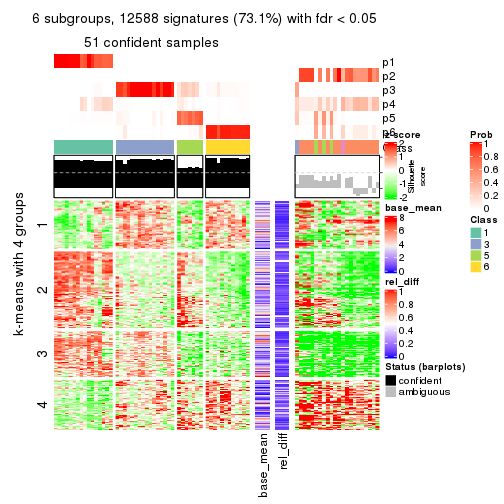 6 subgroups, 12588 signatures (73.1%) with fdr < 0.05
51 confident samples
p1
p2
p3
p4
p5
p6
Class
k-means with 4 groups
1
2
3
4
Silhouette
score
base_mean
rel_diff
z_score
2
1
0
-1
-2
base_mean
8
6
4
2
0
rel_diff
1
0.8
0.6
0.4
0.2
0
Status (barplots)
confident
ambiguous
Prob
1
0.8
0.6
0.4
0.2
0
Class
1
3
5
6